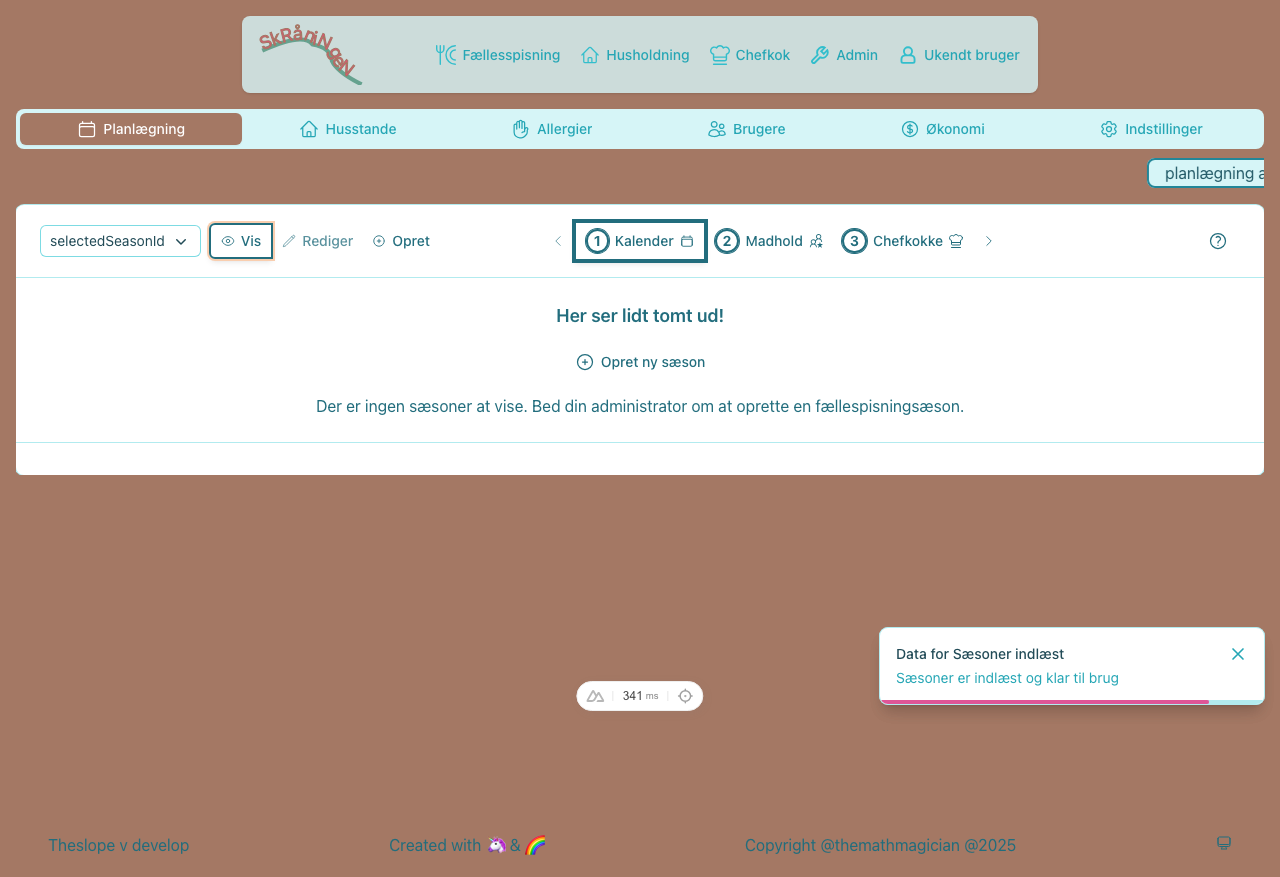 SkRåNiNgeN
Fællesspisning Husholdning Chefkok Admin Ukendt bruger
Planlægning Husstande Allergier Brugere Økonomi Indstillinger
planlægning
selectedSeasonId Vis Rediger Opret 1 Kalender 2 Madhold 3 Chefkokke
Her ser lidt tomt ud!
Opret ny sæson
Der er ingen sæsoner at vise. Bed din administrator om at oprette en fællespisningsæson.
Data for Sæsoner indlæst
Sæsoner er indlæst og klar til brug
341 ms
Theslope v develop Created with 🦄 & 🌈 Copyright @themathmagician @2025